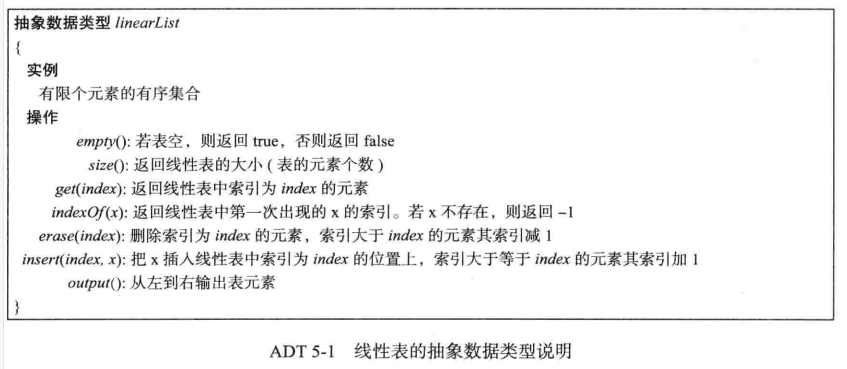 抽象数据类型 linearList
{
实例
有限个元素的有序集合
操作
empty(): 若表空，则返回 true，否则返回 false
size(): 返回线性表的大小 ( 表的元素个数 )
get(index): 返回线性表中索引为 index 的元素
indexOf(x): 返回线性表中第一次出现的 x 的索引。若 x 不存在，则返回 –1
erase(index): 删除索引为 index 的元素，索引大于 index 的元素其索引减 1
insert(index, x): 把 x 插入线性表中索引为 index 的位置上，索引大于等于 index 的元素其索引加 1
output(): 从左到右输出表元素
}
ADT 5-1 线性表的抽象数据类型说明